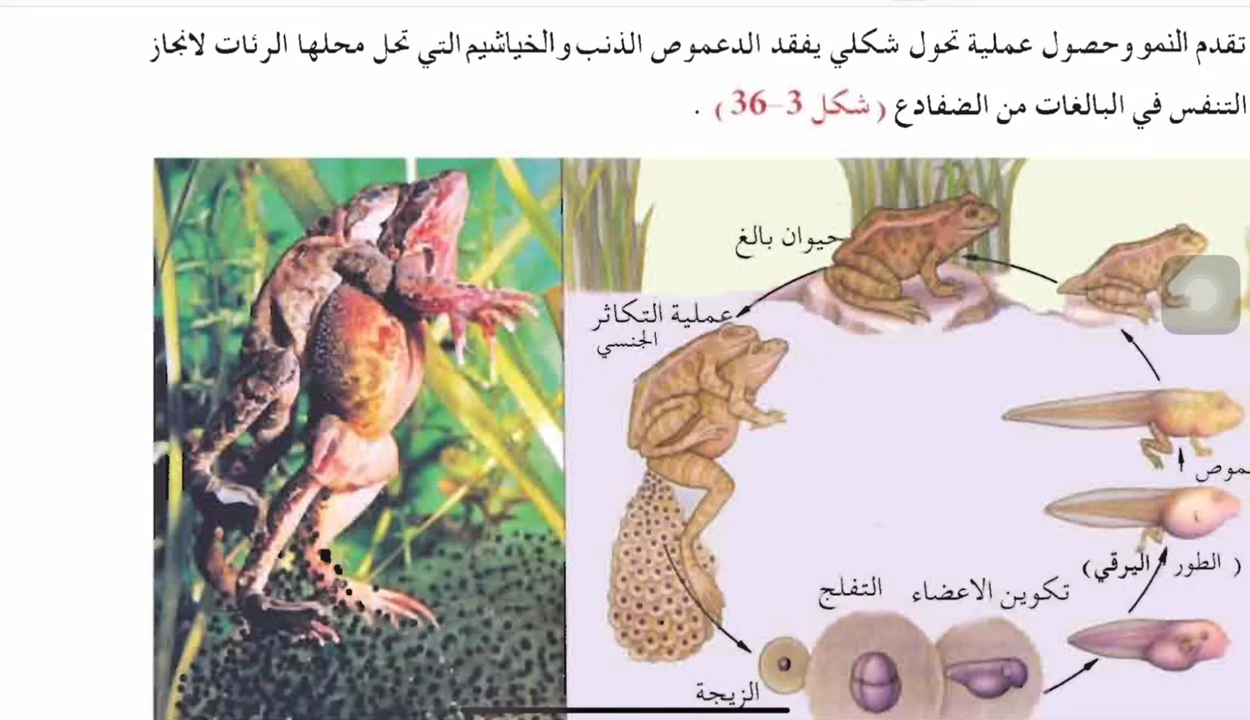 تقدم النمو وحصول عملية تحول شكلي يفقد الدعموص الذنب والخياشيم التي تحل محلها الرئات لانجاز
التنفس في البالغات من الضفادع ( شكل 3-36 ) .
حيوان بالغ
عملية التكاثر
الجنسي
( الطور اليرقي)
تكوين الاعضاء
التفلج
الزيجة